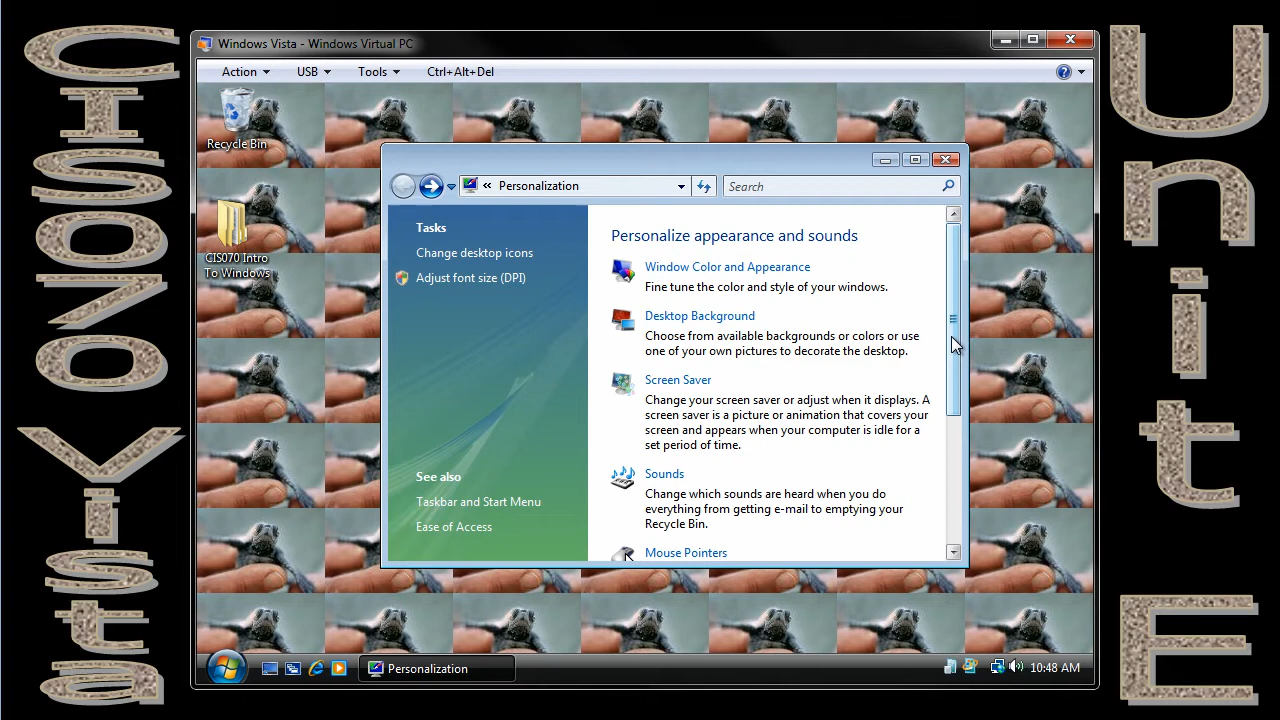 CIS070 Vista
Windows Vista - Windows Virtual PC
Action
USB
Tools
Ctrl+Alt+Del
Recycle Bin
CIS070 Intro
To Windows
« Personalization
Search
Tasks
Change desktop icons
Adjust font size (DPI)
See also
Taskbar and Start Menu
Ease of Access
Personalize appearance and sounds
Window Color and Appearance
Fine tune the color and style of your windows.
Desktop Background
Choose from available backgrounds or colors or use
one of your own pictures to decorate the desktop.
Screen Saver
Change your screen saver or adjust when it displays. A
screen saver is a picture or animation that covers your
screen and appears when your computer is idle for a
set period of time.
Sounds
Change which sounds are heard when you do
everything from getting e-mail to emptying your
Recycle Bin.
Mouse Pointers
Personalization
10:48 AM
Unit E